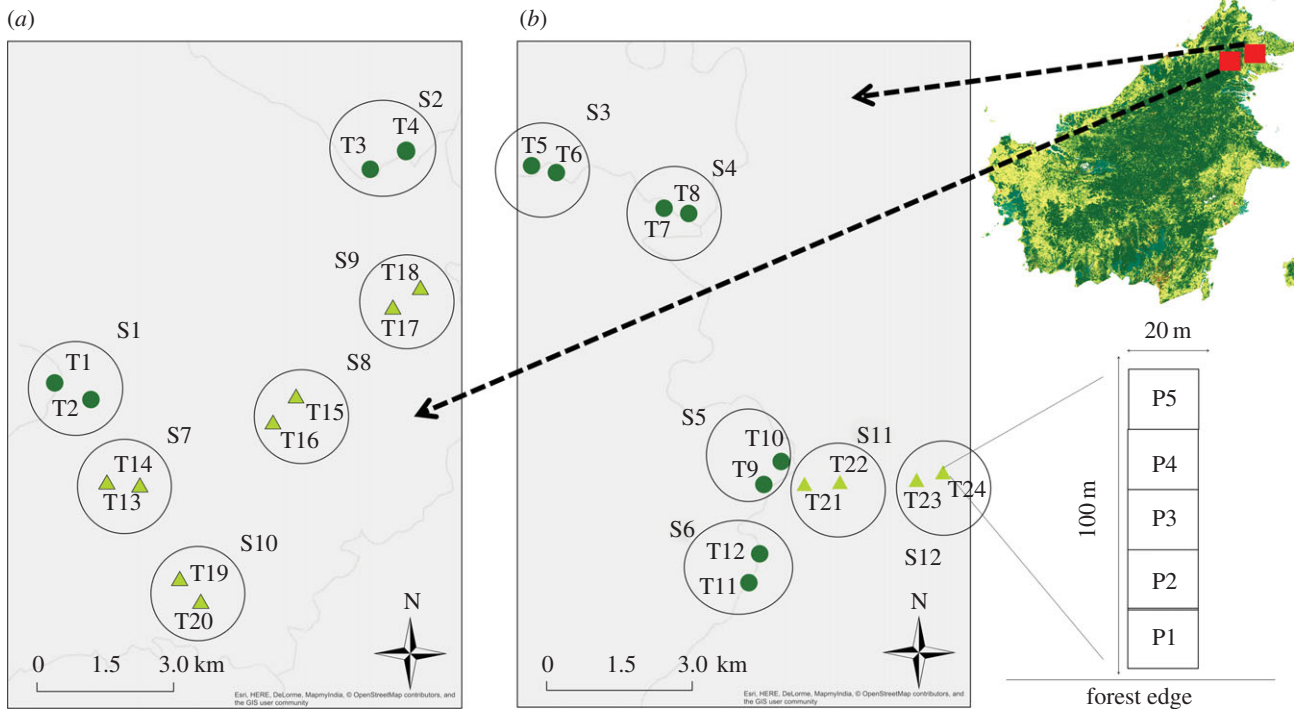 (a)
S2
T4
T3
S9
T18
T17
S1
T1
T2
S8
T15
T16
S7
T14
T13
S10
T19
T20
N
0 1.5 3.0 km
Esri, HERE, DeLorme, MapmyIndia, © OpenStreetMap contributors, and
the GIS user community
(b)
S3
T5
T6
S4
T8
T7
S5
T10
T9
S11
T22
T21
T23
T24
S12
S6
T12
T11
N
0 1.5 3.0 km
Esri, HERE, DeLorme, MapmyIndia, © OpenStreetMap contributors, and
the GIS user community
20 m
100 m
P5
P4
P3
P2
P1
forest edge